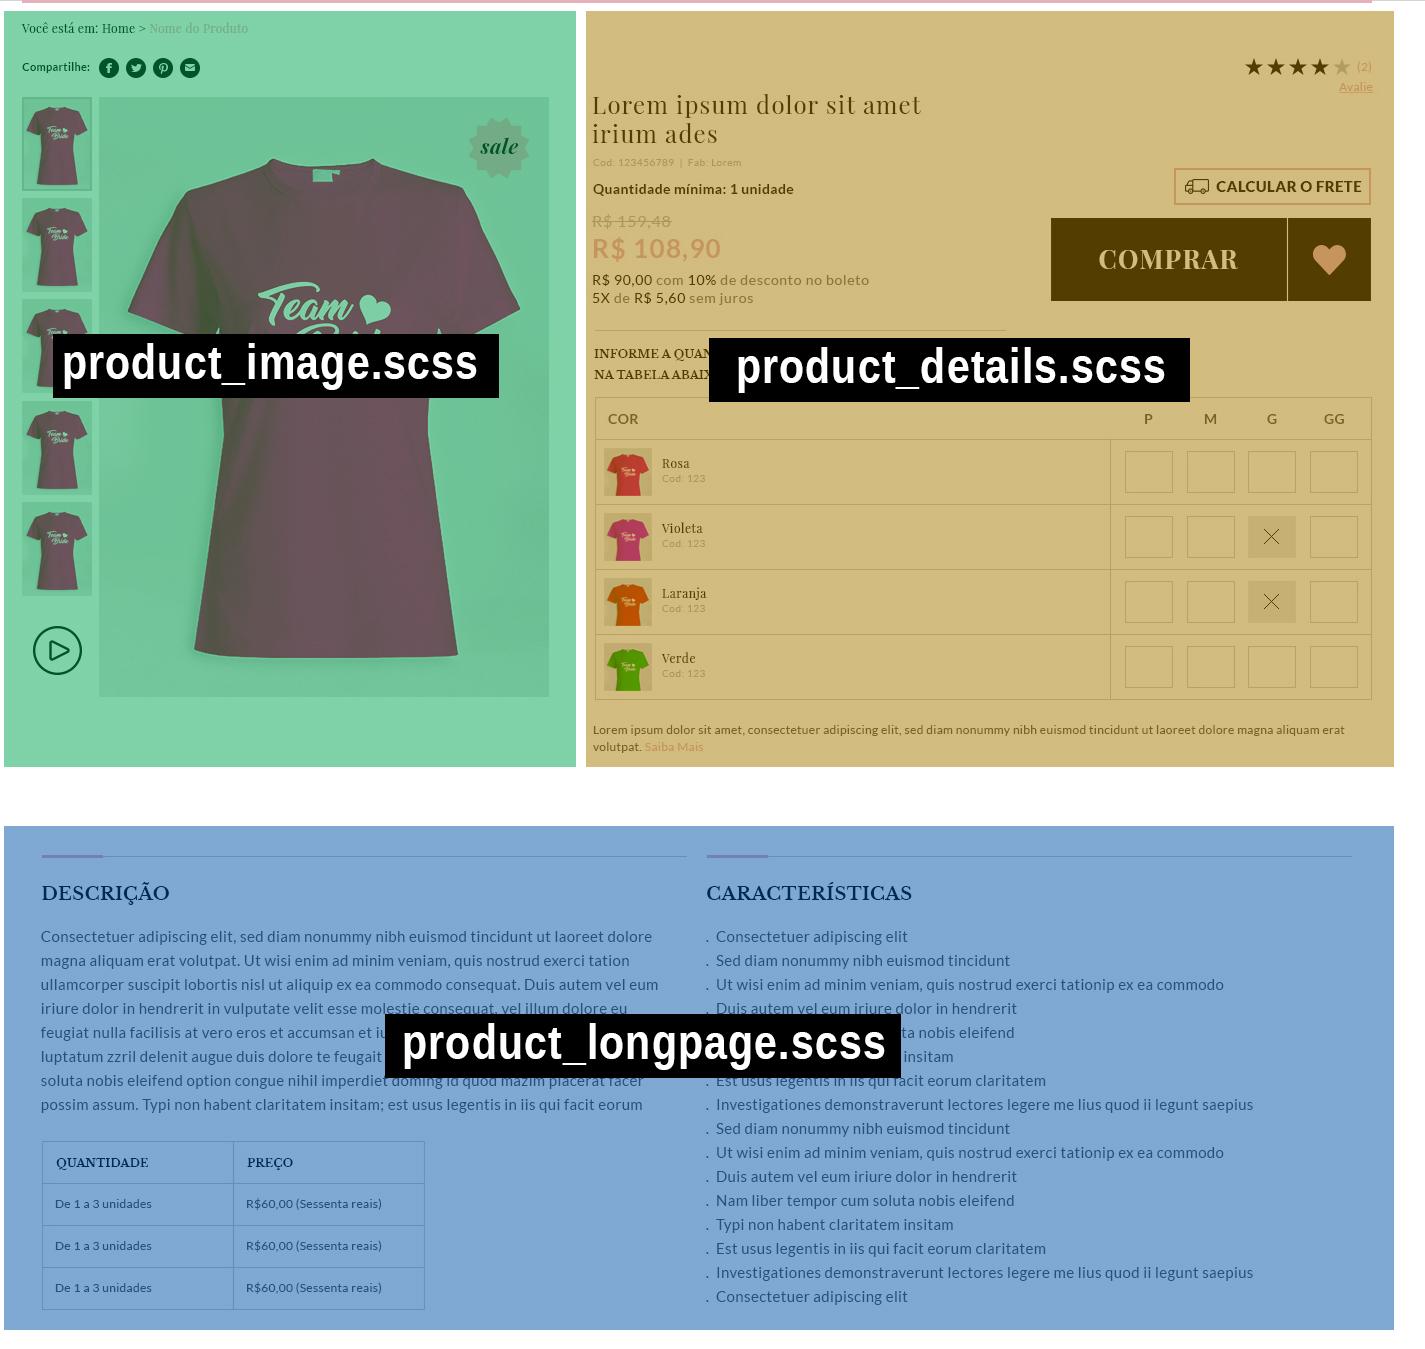 Você está em: Home > Nome do Produto
Compartilhe:
Team
Bride
Team
Bride
Team
Team
Bride
Team
Bride
sale
Team
product_image.scss
(2)
Avalie
Lorem ipsum dolor sit amet
irium ades
Cod: 123456789 | Fab: Lorem
Quantidade mínima: 1 unidade
CALCULAR O FRETE
R$ 159,48
R$ 108,90
COMPRAR
R$ 90,00 com 10% de desconto no boleto
5X de R$ 5,60 sem juros
INFORME A
NA TABELA
product_details.scss
COR P M G GG
Team
Bride
Rosa
Cod: 123
Team
Bride
Violeta
Cod: 123
Team
Bride
Laranja
Cod: 123
Team
Bride
Verde
Cod: 123
Lorem ipsum dolor sit amet, consectetuer adipiscing elit, sed diam nonummy nibh euismod tincidunt ut laoreet dolore magna aliquam erat
volutpat. Saiba Mais
DESCRIÇÃO
Consectetuer adipiscing elit, sed diam nonummy nibh euismod tincidunt ut laoreet dolore
magna aliquam erat volutpat. Ut wisi enim ad minim veniam, quis nostrud exerci tation
ullamcorper suscipit lobortis nisl ut aliquip ex ea commodo consequat. Duis autem vel eum
iriure dolor in hendrerit in vulputate velit esse molestie consequat, vel illum dolore eu
feugiat nulla facilisis at vero eros et accumsan et
luptatum zzril delenit augue duis dolore te feugait
soluta nobis eleifend option congue nihil imperdiet doming id quod mazim placerat facer
possim assum. Typi non habent claritatem insitam; est usus legentis in iis qui facit eorum
QUANTIDADE PREÇO
De 1 a 3 unidades R$60,00 (Sessenta reais)
De 1 a 3 unidades R$60,00 (Sessenta reais)
De 1 a 3 unidades R$60,00 (Sessenta reais)
product_longpage.scss
CARACTERÍSTICAS
. Consectetuer adipiscing elit
. Sed diam nonummy nibh euismod tincidunt
. Ut wisi enim ad minim veniam, quis nostrud exerci tationip ex ea commodo
. Duis autem vel eum iriure dolor in hendrerit
nobis eleifend
insitam
. Est usus legentis in iis qui facit eorum claritatem
. Investigationes demonstraverunt lectores legere me lius quod ii legunt saepius
. Sed diam nonummy nibh euismod tincidunt
. Ut wisi enim ad minim veniam, quis nostrud exerci tationip ex ea commodo
. Duis autem vel eum iriure dolor in hendrerit
. Nam liber tempor cum soluta nobis eleifend
. Typi non habent claritatem insitam
. Est usus legentis in iis qui facit eorum claritatem
. Investigationes demonstraverunt lectores legere me lius quod ii legunt saepius
. Consectetuer adipiscing elit